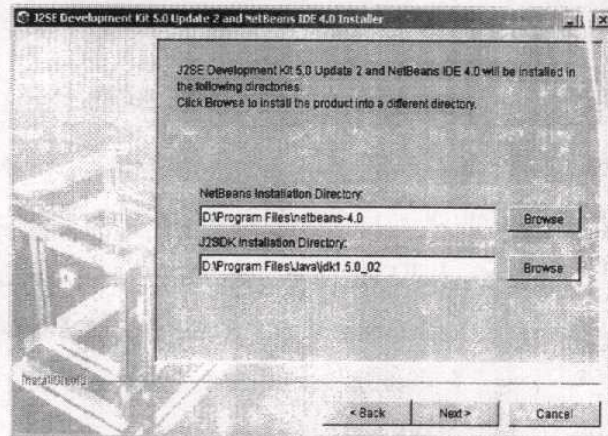 J2SE Development Kit 5.0 Update 2 and NetBeans IDE 4.0 Installer
J2SE Development Kit 5.0 Update 2 and NetBeans IDE 4.0 will be installed in
the following directories.
Click Browse to install the product into a different directory.
NetBeans Installation Directory:
D:\Program Files\netbeans-4.0
Browse
J2SDK Installation Directory:
D:\Program Files\Java\jdk1.5.0_02
Browse
InstallShield
< Back
Next >
Cancel